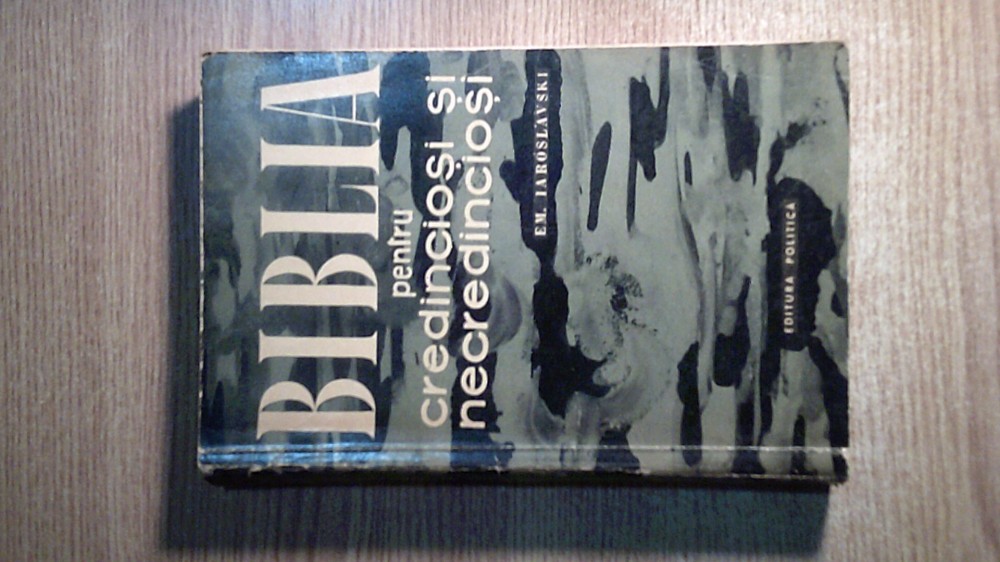 BIBLIA
pentru
credincioși și
necredincioși
EM. IAROSLAVSKI
EDITURA POLITICĂ